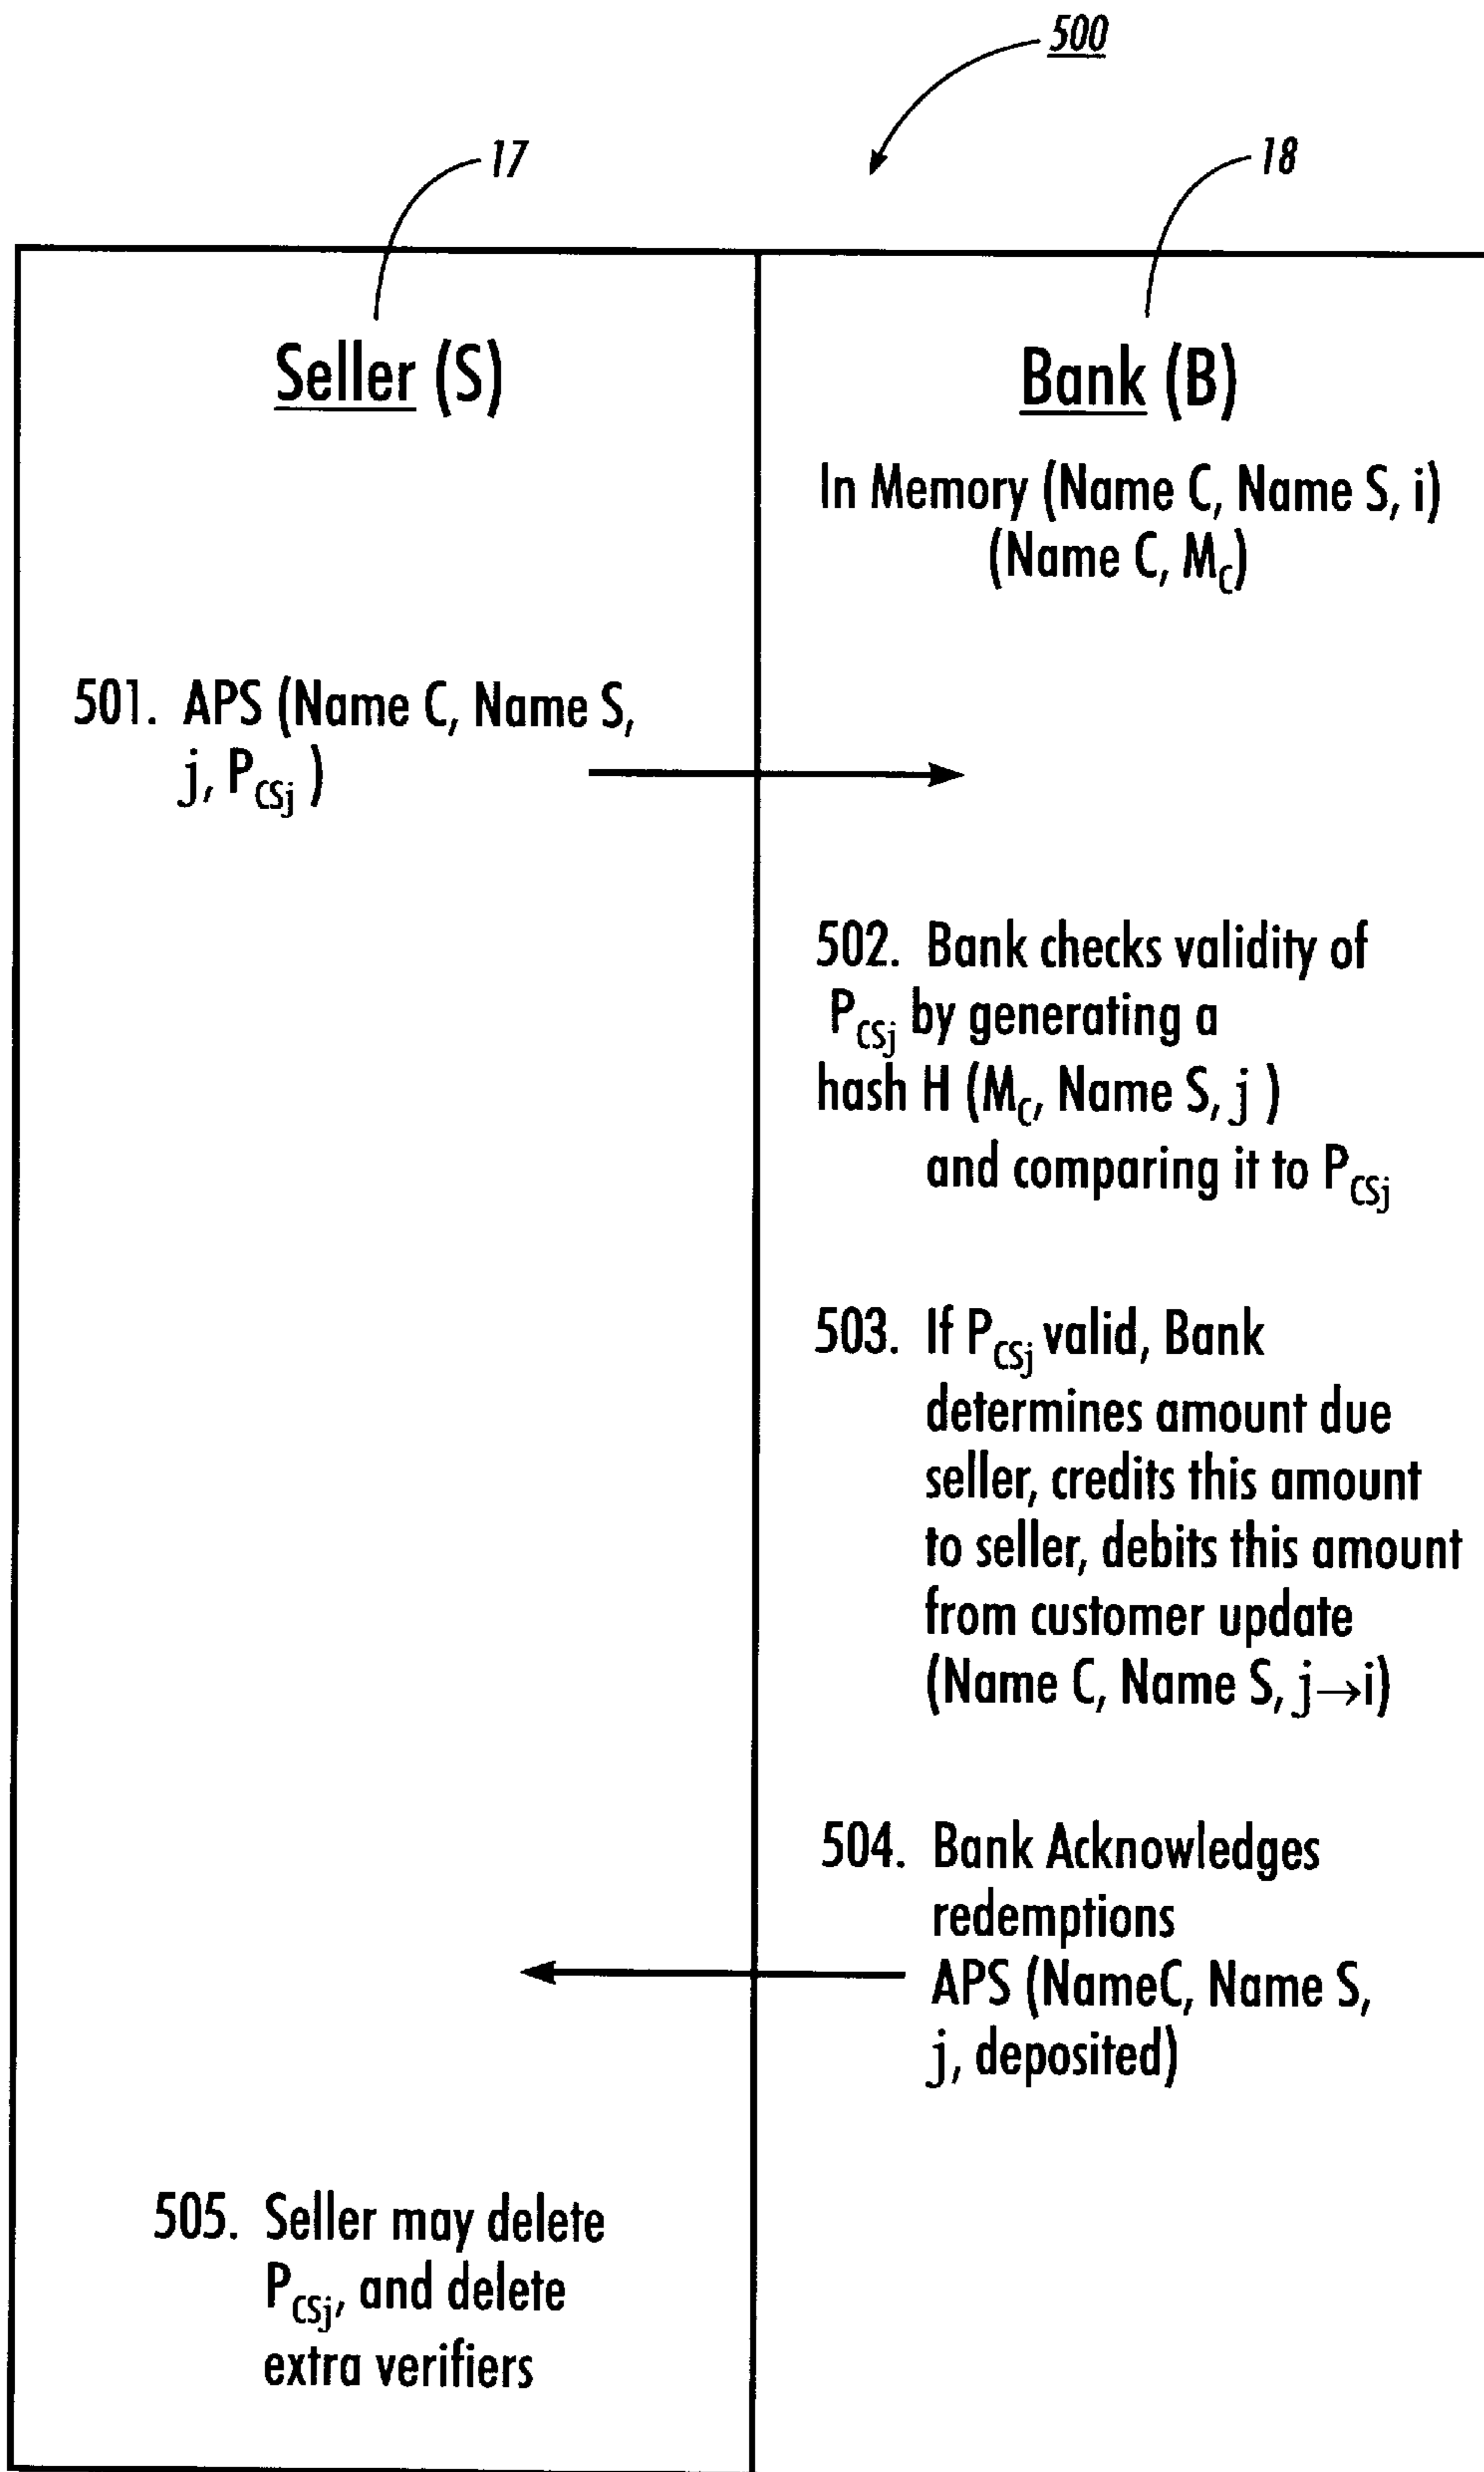 500
17
18
Seller (S)
Bank (B)
In Memory (Name C, Name S, i)
(Name C, M_C)
501. APS (Name C, Name S,
j, P_CSj )
502. Bank checks validity of
P_CSj by generating a
hash H (M_C, Name S, j )
and comparing it to P_CSj
503. If P_CSj valid, Bank
determines amount due
seller, credits this amount
to seller, debits this amount
from customer update
(Name C, Name S, j→i)
504. Bank Acknowledges
redemptions
APS (NameC, Name S,
j, deposited)
505. Seller may delete
P_CSj, and delete
extra verifiers